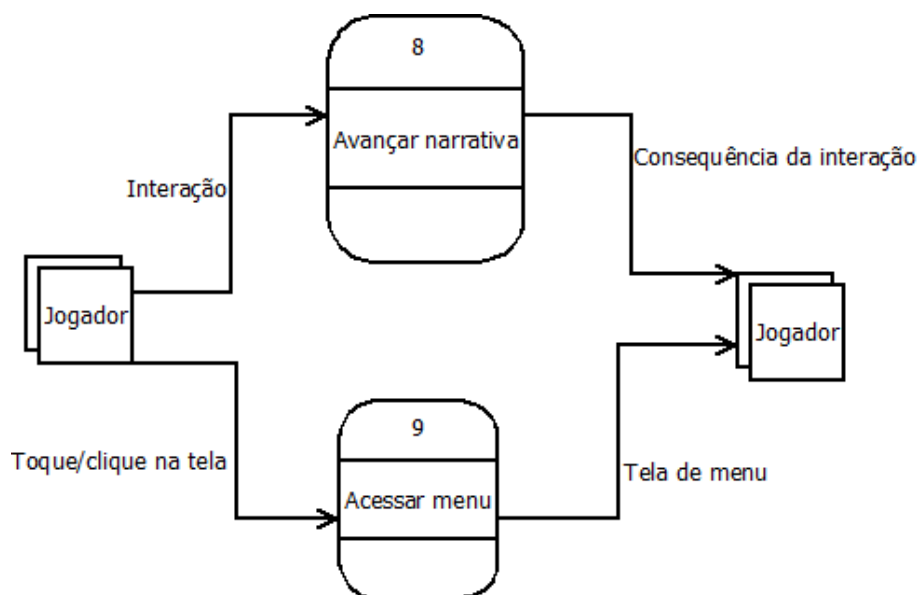 8
Avançar narrativa
Consequência da interação
Interação
Jogador
Jogador
9
Toque/clique na tela
Tela de menu
Acessar menu